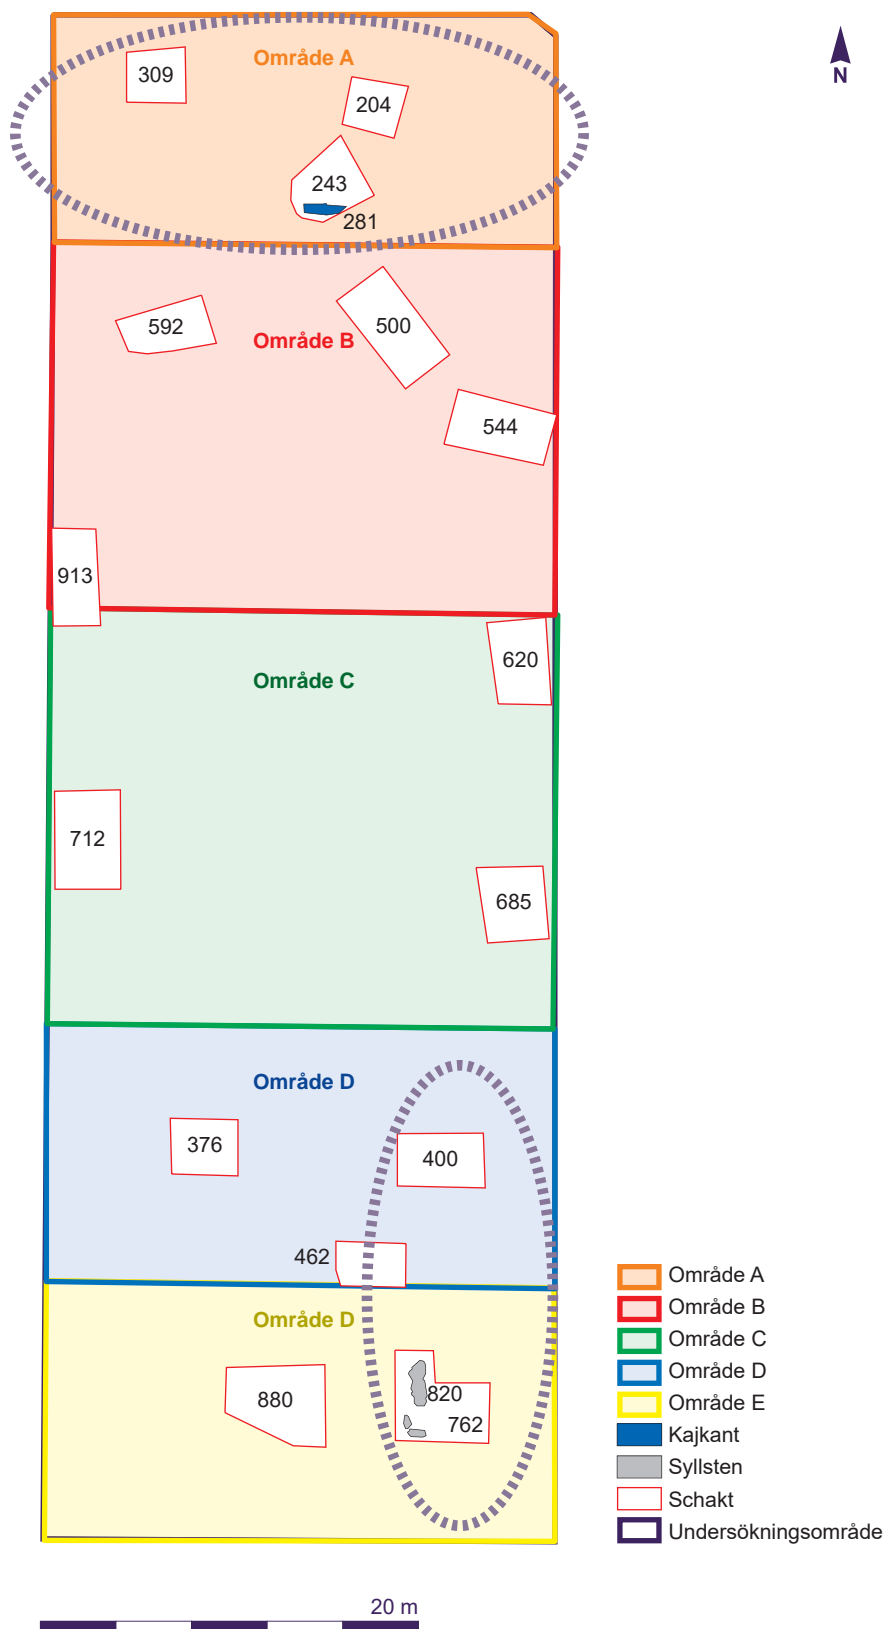 Område A
N
309
204
243
281
Område B
592
500
544
913
620
Område C
712
685
Område D
376
400
462
Område D
880
820
762
Område A
Område B
Område C
Område D
Område E
Kajkant
Syllsten
Schakt
Undersökningsområde
20 m